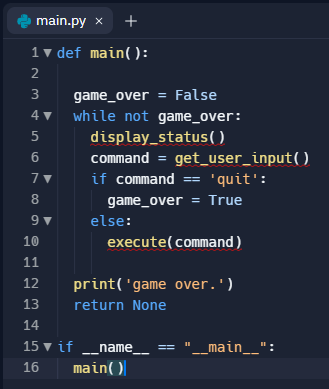 main.py × +
1 def main():
2
3 game_over = False
4 while not game_over:
5 display_status()
6 command = get_user_input()
7 if command == 'quit':
8 game_over = True
9 else:
10 execute(command)
11
12 print('game over.')
13 return None
14
15 if __name__ == "__main__":
16 main()